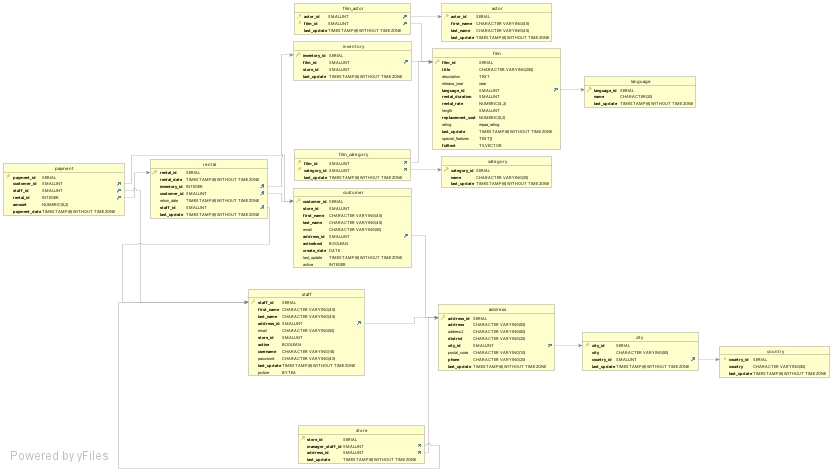 film_actor
actor_id SMALLINT
film_id SMALLINT
last_update TIMESTAMP(6) WITHOUT TIME ZONE
actor
actor_id SERIAL
first_name CHARACTER VARYING(45)
last_name CHARACTER VARYING(45)
last_update TIMESTAMP(6) WITHOUT TIME ZONE
inventory
inventory_id SERIAL
film_id SMALLINT
store_id SMALLINT
last_update TIMESTAMP(6) WITHOUT TIME ZONE
film
film_id SERIAL
title CHARACTER VARYING(255)
description TEXT
release_year year
language_id SMALLINT
rental_duration SMALLINT
rental_rate NUMERIC(4,2)
length SMALLINT
replacement_cost NUMERIC(5,2)
rating mpaa_rating
last_update TIMESTAMP(6) WITHOUT TIME ZONE
special_features TEXT[]
fulltext TSVECTOR
language
language_id SERIAL
name CHARACTER(20)
last_update TIMESTAMP(6) WITHOUT TIME ZONE
film_category
film_id SMALLINT
category_id SMALLINT
last_update TIMESTAMP(6) WITHOUT TIME ZONE
category
category_id SERIAL
name CHARACTER VARYING(25)
last_update TIMESTAMP(6) WITHOUT TIME ZONE
payment
payment_id SERIAL
customer_id SMALLINT
staff_id SMALLINT
rental_id INTEGER
amount NUMERIC(5,2)
payment_date TIMESTAMP(6) WITHOUT TIME ZONE
rental
rental_id SERIAL
rental_date TIMESTAMP(6) WITHOUT TIME ZONE
inventory_id INTEGER
customer_id SMALLINT
return_date TIMESTAMP(6) WITHOUT TIME ZONE
staff_id SMALLINT
last_update TIMESTAMP(6) WITHOUT TIME ZONE
customer
customer_id SERIAL
store_id SMALLINT
first_name CHARACTER VARYING(45)
last_name CHARACTER VARYING(45)
email CHARACTER VARYING(50)
address_id SMALLINT
activebool BOOLEAN
create_date DATE
last_update TIMESTAMP(6) WITHOUT TIME ZONE
active INTEGER
staff
staff_id SERIAL
first_name CHARACTER VARYING(45)
last_name CHARACTER VARYING(45)
address_id SMALLINT
email CHARACTER VARYING(50)
store_id SMALLINT
active BOOLEAN
username CHARACTER VARYING(16)
password CHARACTER VARYING(40)
last_update TIMESTAMP(6) WITHOUT TIME ZONE
picture BYTEA
address
address_id SERIAL
address CHARACTER VARYING(50)
address2 CHARACTER VARYING(50)
district CHARACTER VARYING(20)
city_id SMALLINT
postal_code CHARACTER VARYING(10)
phone CHARACTER VARYING(20)
last_update TIMESTAMP(6) WITHOUT TIME ZONE
city
city_id SERIAL
city CHARACTER VARYING(50)
country_id SMALLINT
last_update TIMESTAMP(6) WITHOUT TIME ZONE
country
country_id SERIAL
country CHARACTER VARYING(50)
last_update TIMESTAMP(6) WITHOUT TIME ZONE
store
store_id SERIAL
manager_staff_id SMALLINT
address_id SMALLINT
last_update TIMESTAMP(6) WITHOUT TIME ZONE
Powered by yFiles